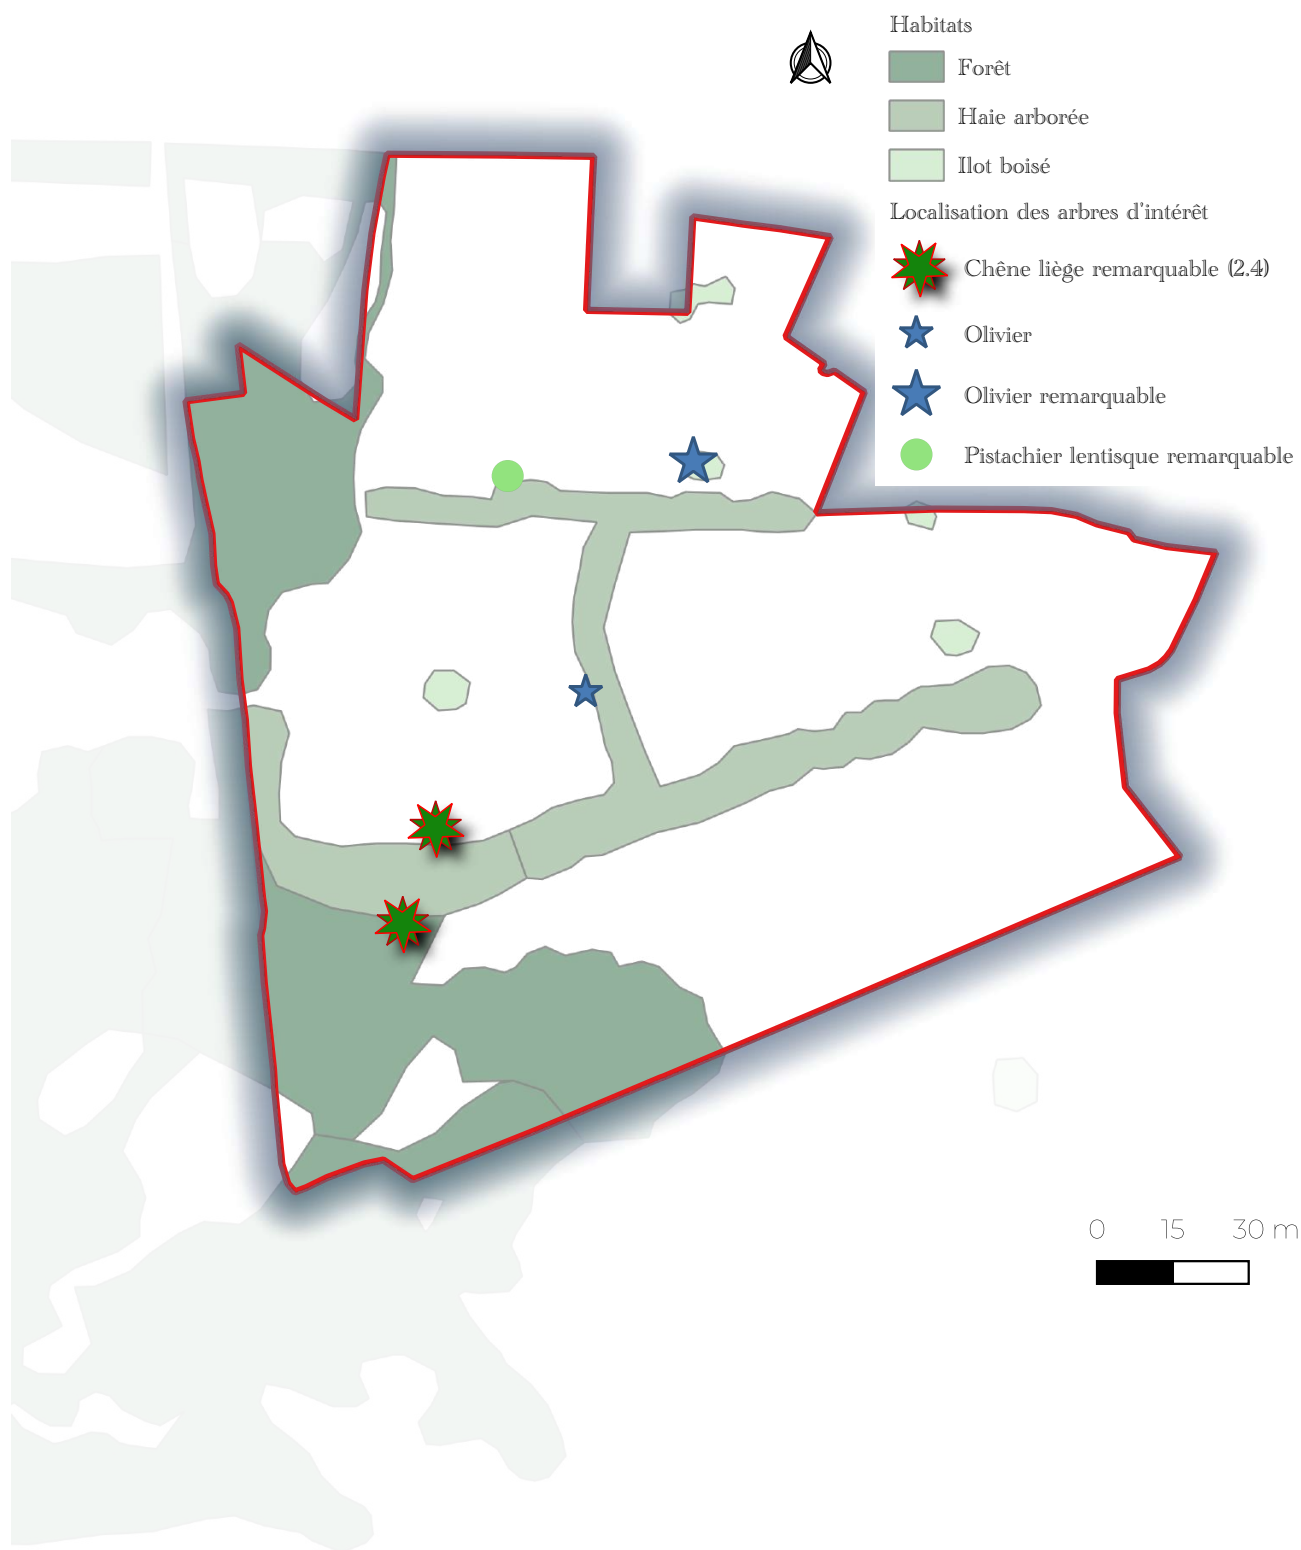 Habitats
Forêt
Haie arborée
Ilot boisé
Localisation des arbres d'intérêt
Chêne liège remarquable (2.4)
Olivier
Olivier remarquable
Pistachier lentisque remarquable
0 15 30 m